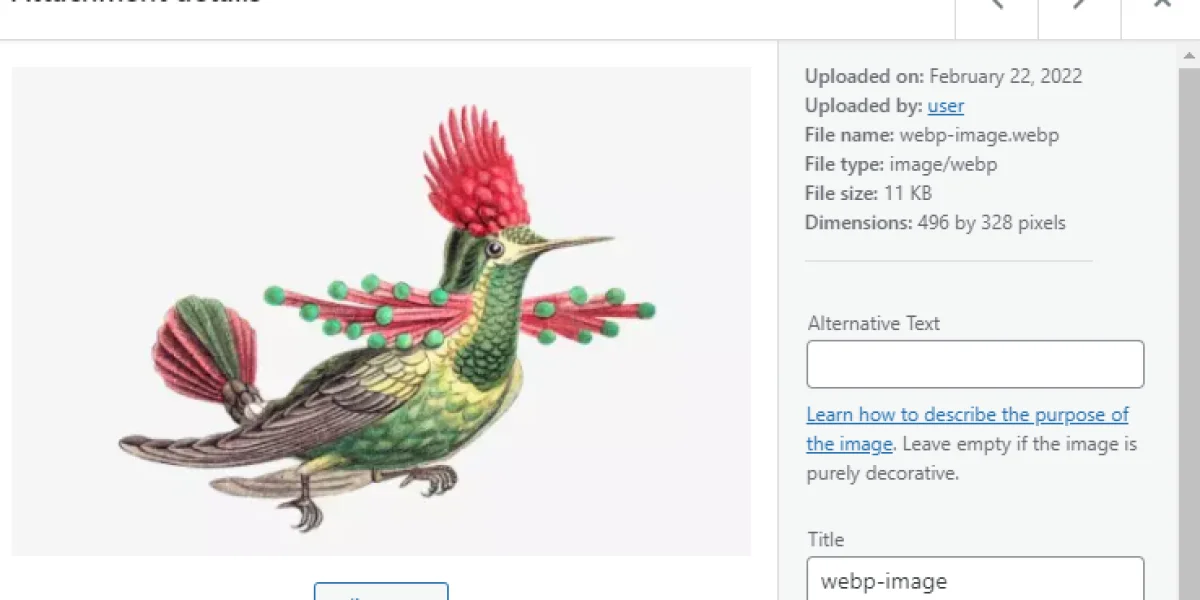 Attachment details
Uploaded on: February 22, 2022
Uploaded by: user
File name: webp-image.webp
File type: image/webp
File size: 11 KB
Dimensions: 496 by 328 pixels
Alternative Text
Learn how to describe the purpose of
the image. Leave empty if the image is
purely decorative.
Title
webp-image